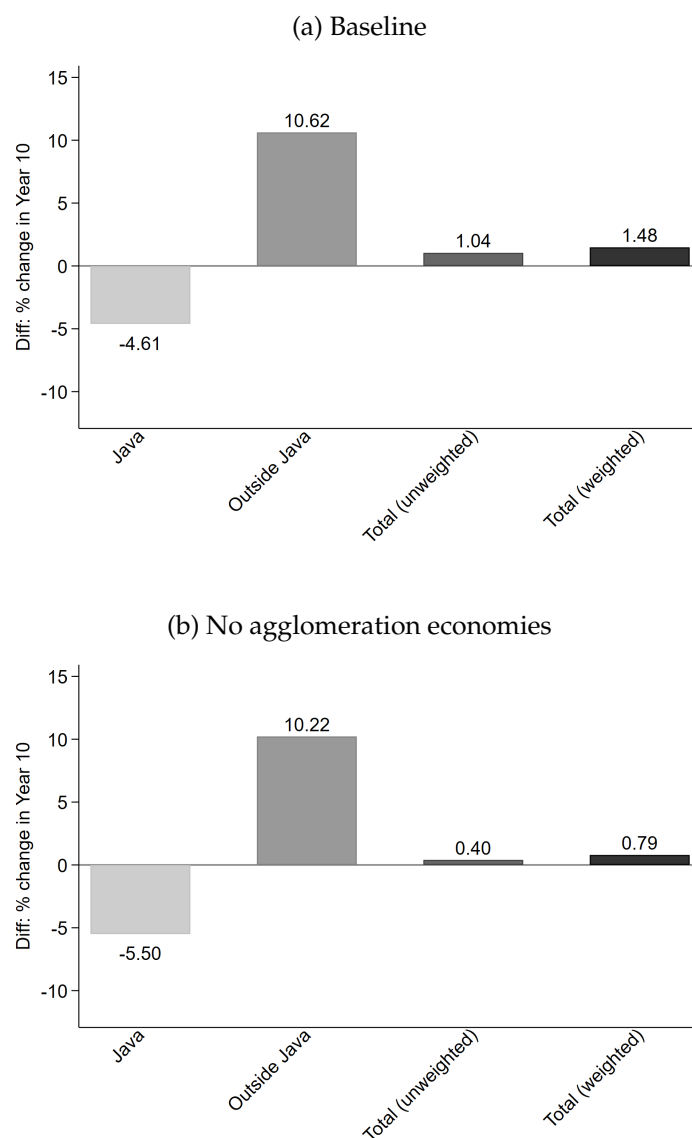 (a) Baseline
Diff: % change in Year 10
15
10
5
0
-5
-10
-4.61
10.62
1.04
1.48
Java
Outside Java
Total (unweighted)
Total (weighted)
(b) No agglomeration economies
Diff: % change in Year 10
15
10
5
0
-5
-10
-5.50
10.22
0.40
0.79
Java
Outside Java
Total (unweighted)
Total (weighted)